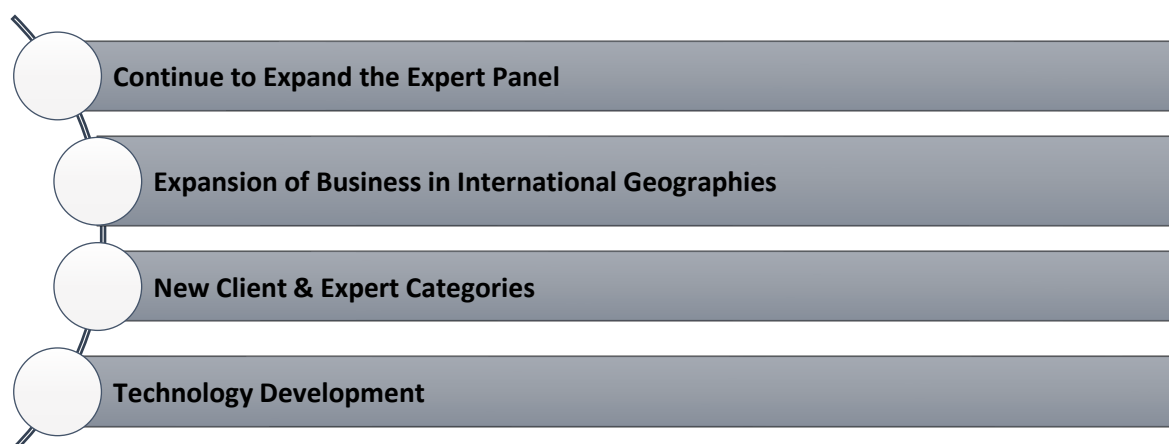 Continue to Expand the Expert Panel
Expansion of Business in International Geographies
New Client & Expert Categories
Technology Development